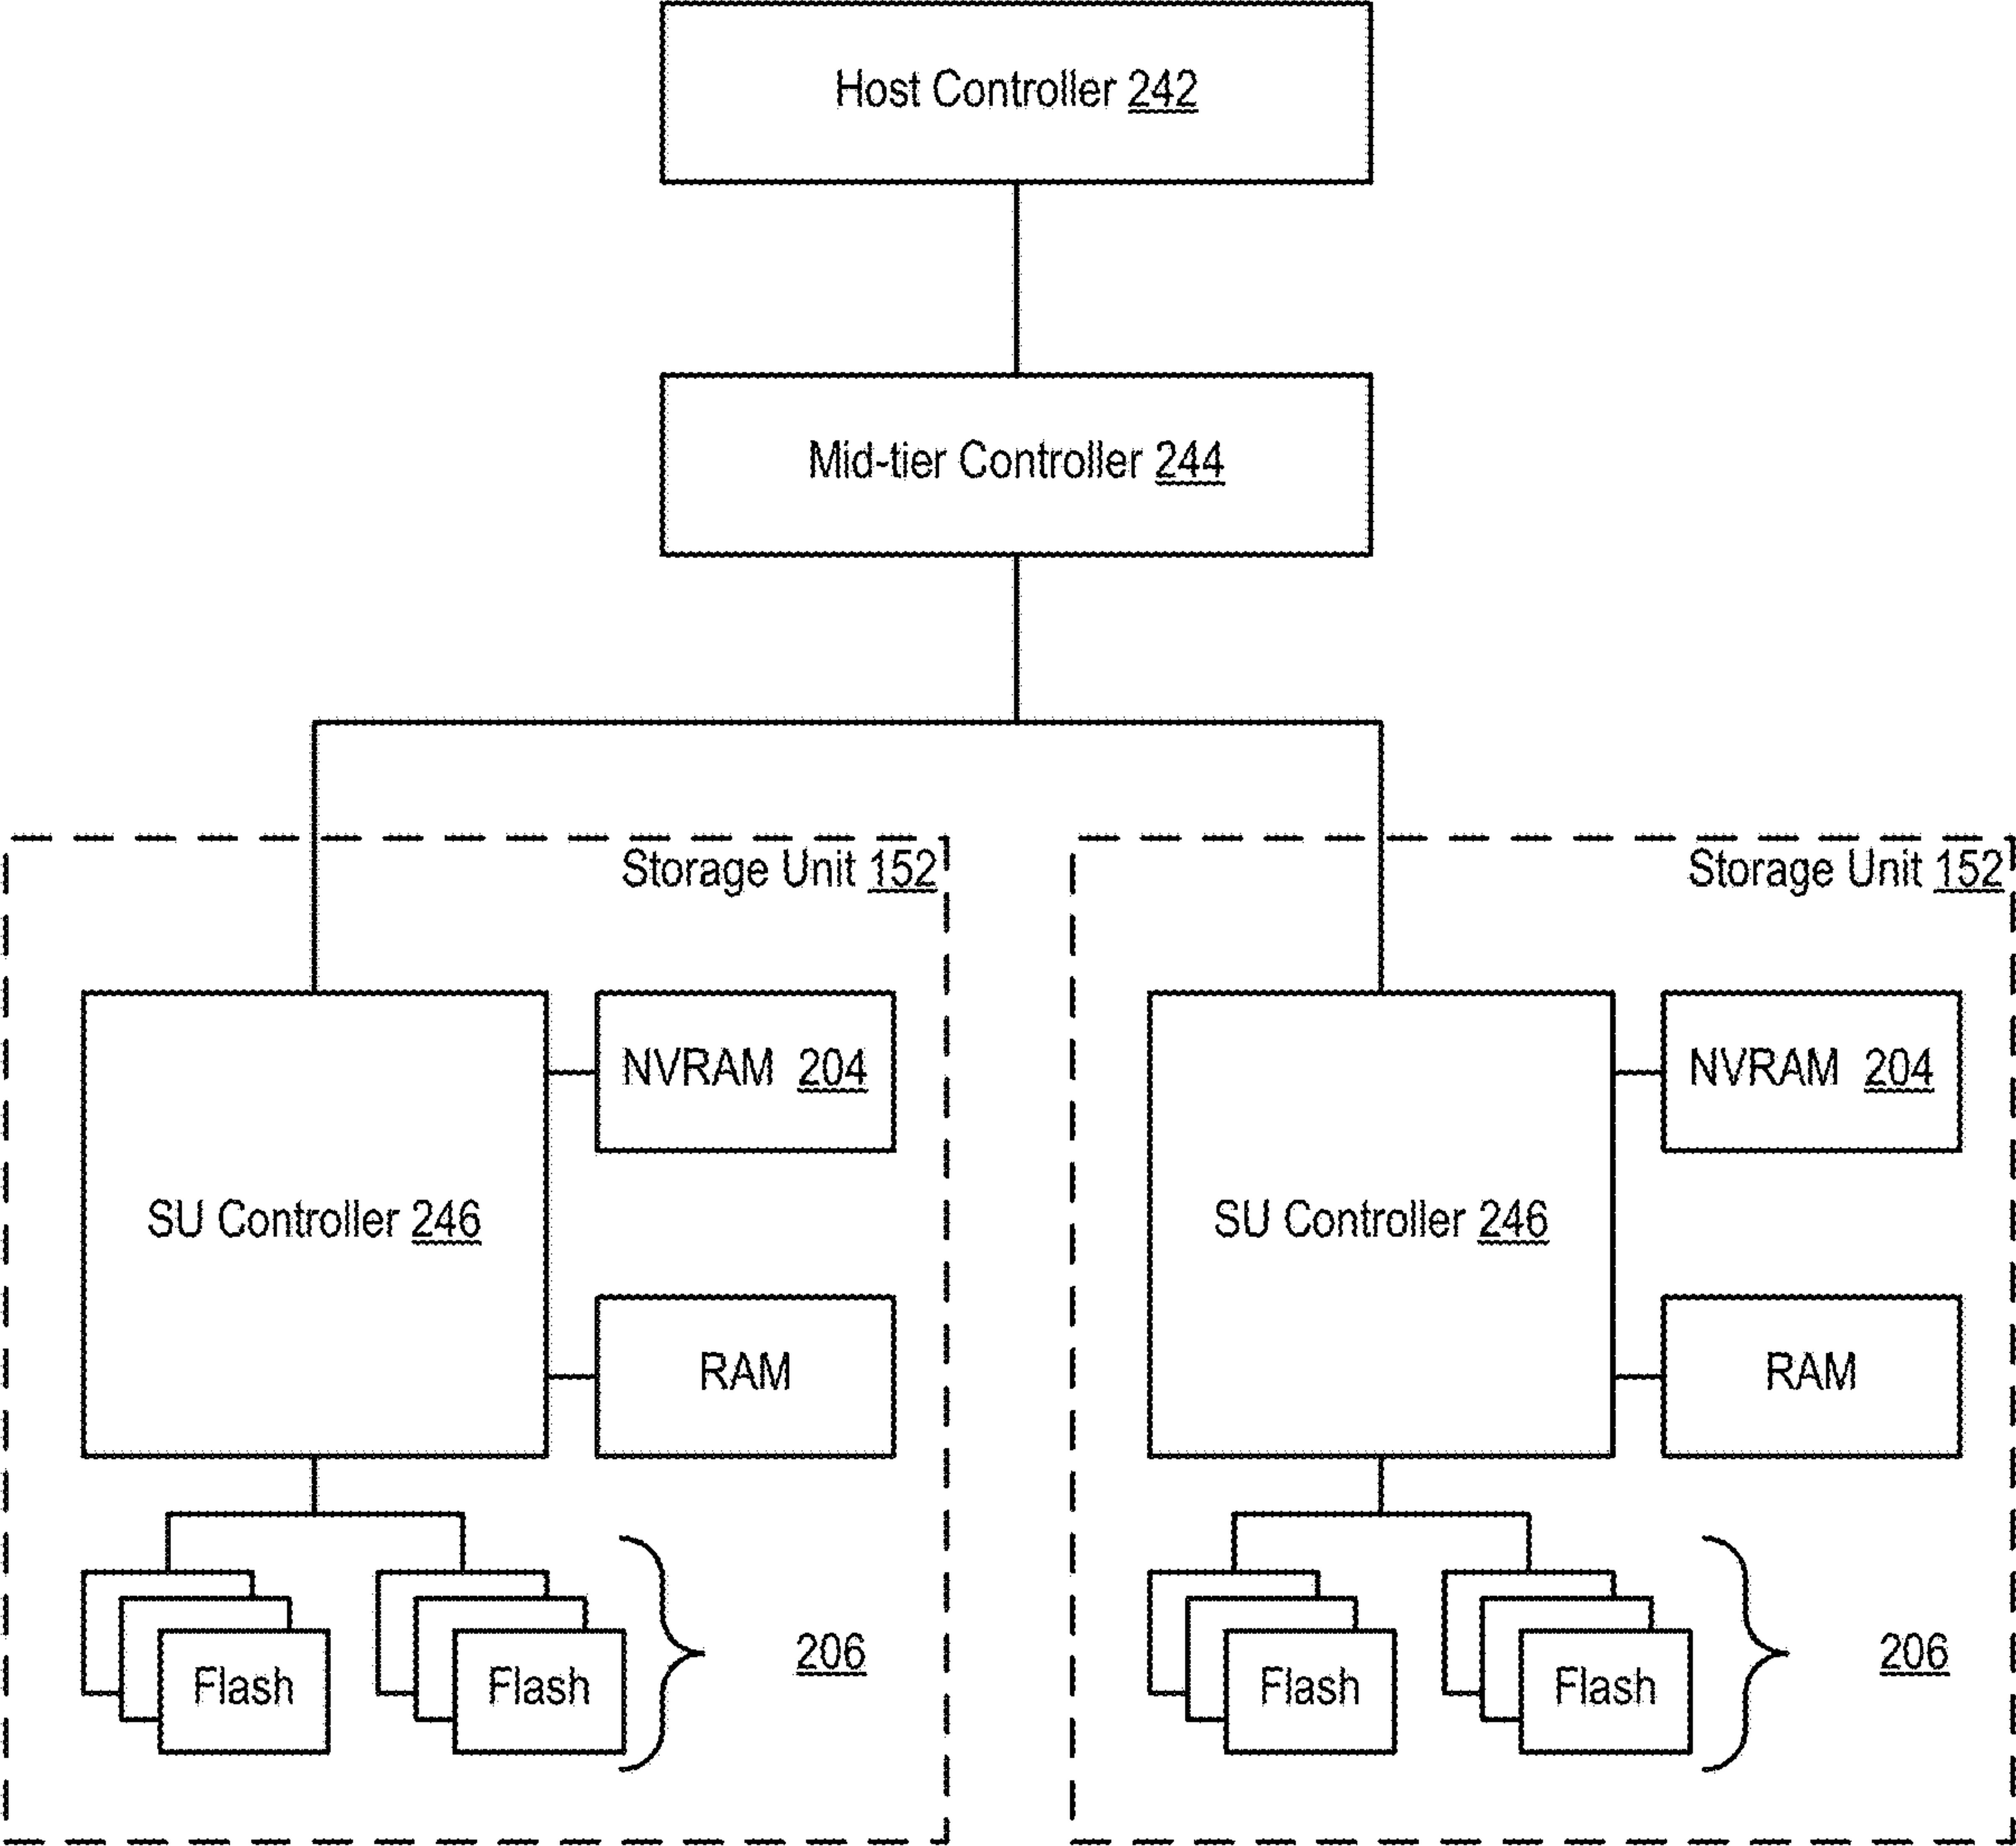 Host Controller 242
Mid-tier Controller 244
Storage Unit 152
SU Controller 246
NVRAM 204
RAM
Flash
Flash
206
Storage Unit 152
SU Controller 246
NVRAM 204
RAM
Flash
Flash
206